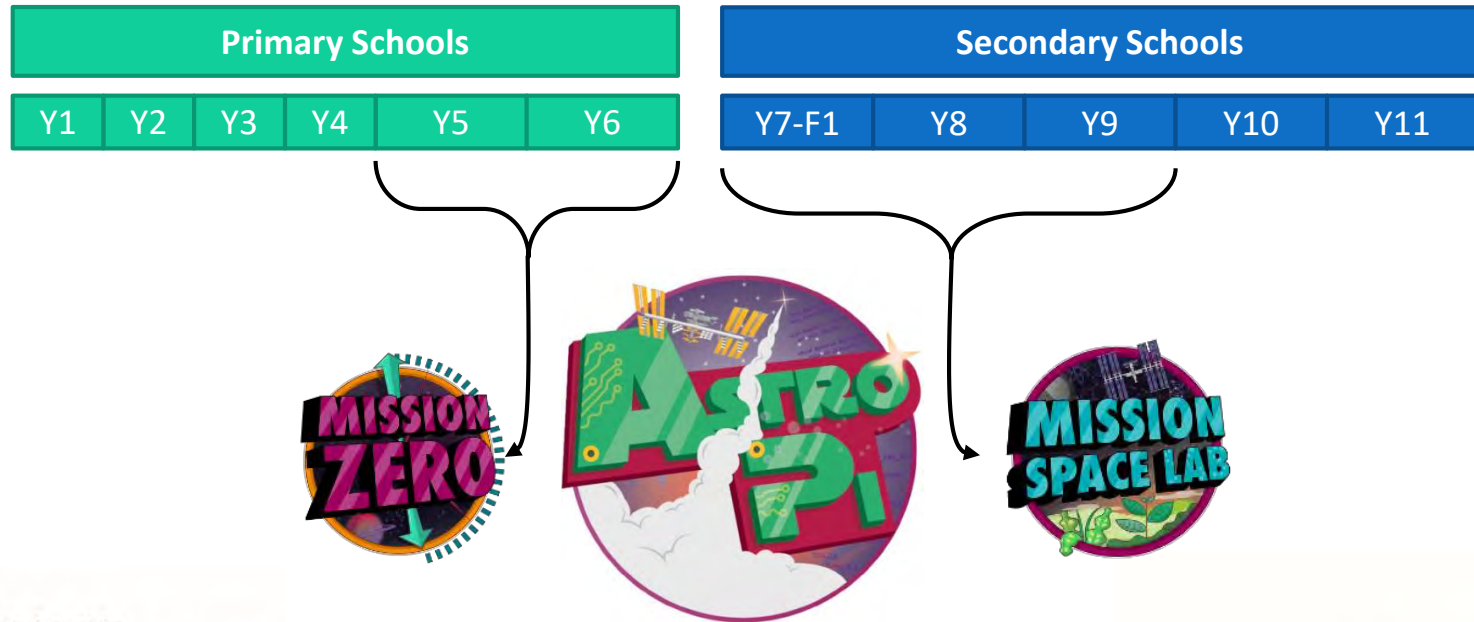 Primary Schools
Secondary Schools
Y1 Y2 Y3 Y4 Y5 Y6
Y7-F1 Y8 Y9 Y10 Y11
MISSION
ZERO
ASTRO
PI
MISSION
SPACE LAB